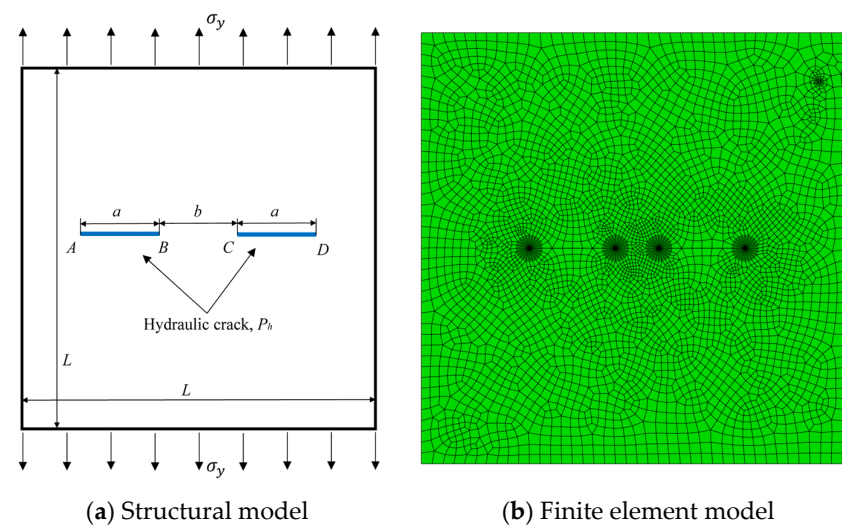 σy
a b a
A B C D
Hydraulic crack, Ph
L
L
σy
(a) Structural model (b) Finite element model